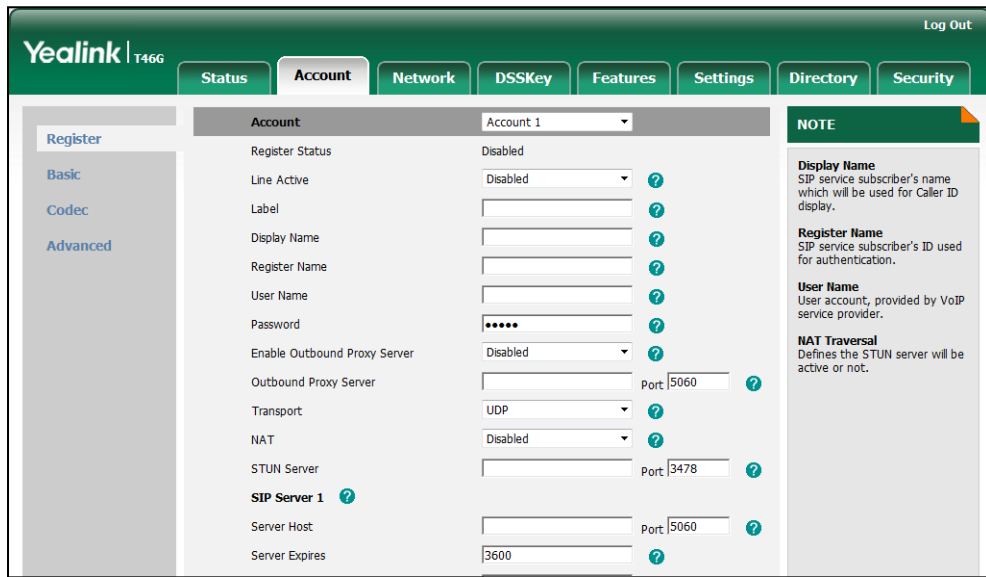 Log Out
Yealink | T46G
Status Account Network DSSKey Features Settings Directory Security
Register
Basic
Codec
Advanced
Account Account 1
Register Status Disabled
Line Active Disabled ?
Label ?
Display Name ?
Register Name ?
User Name ?
Password ••••• ?
Enable Outbound Proxy Server Disabled ?
Outbound Proxy Server Port 5060 ?
Transport UDP ?
NAT Disabled ?
STUN Server Port 3478 ?
SIP Server 1 ?
Server Host Port 5060 ?
Server Expires 3600 ?
NOTE
Display Name
SIP service subscriber's name
which will be used for Caller ID
display.
Register Name
SIP service subscriber's ID used
for authentication.
User Name
User account, provided by VoIP
service provider.
NAT Traversal
Defines the STUN server will be
active or not.